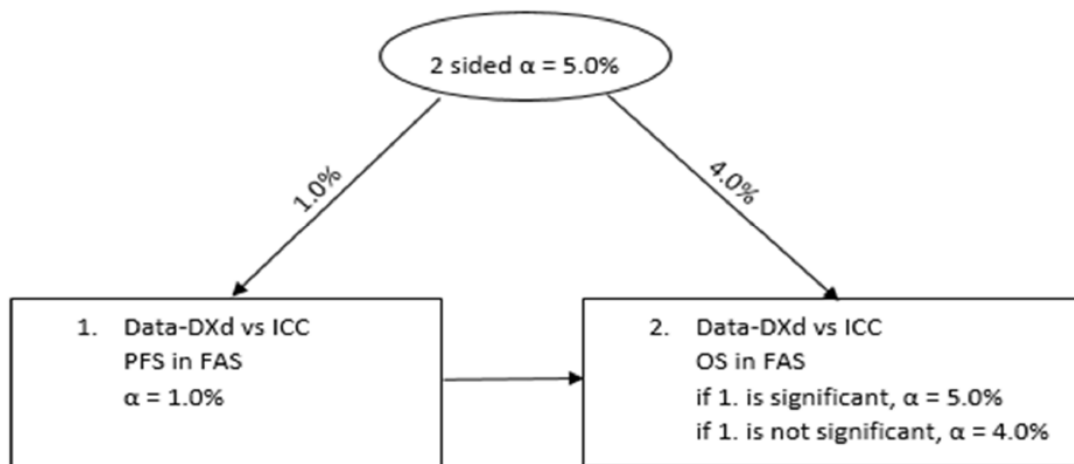 2 sided α = 5.0%
1.0%
4.0%
1. Data-DXd vs ICC
PFS in FAS
α = 1.0%
2. Data-DXd vs ICC
OS in FAS
if 1. is significant, α = 5.0%
if 1. is not significant, α = 4.0%